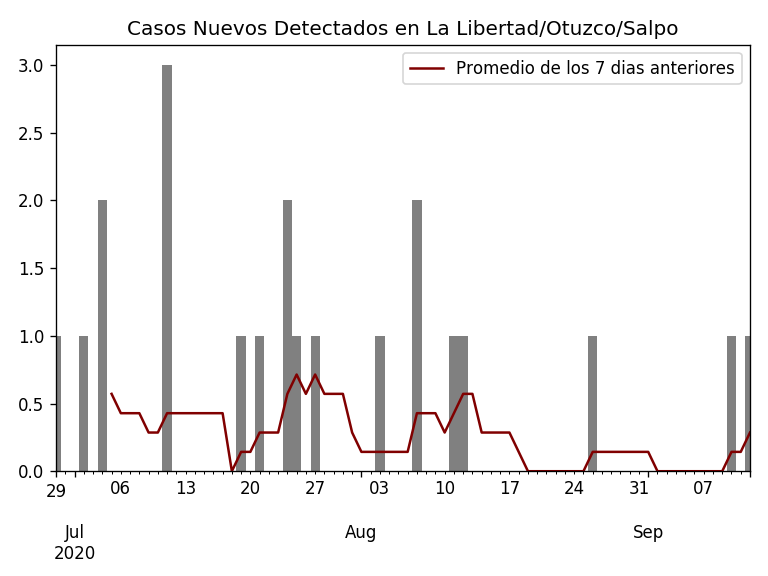 Casos Nuevos Detectados en La Libertad/Otuzco/Salpo
Promedio de los 7 dias anteriores
3.0
2.5
2.0
1.5
1.0
0.5
0.0
29 06 13 20 27 03 10 17 24 31 07
Jul Aug Sep
2020